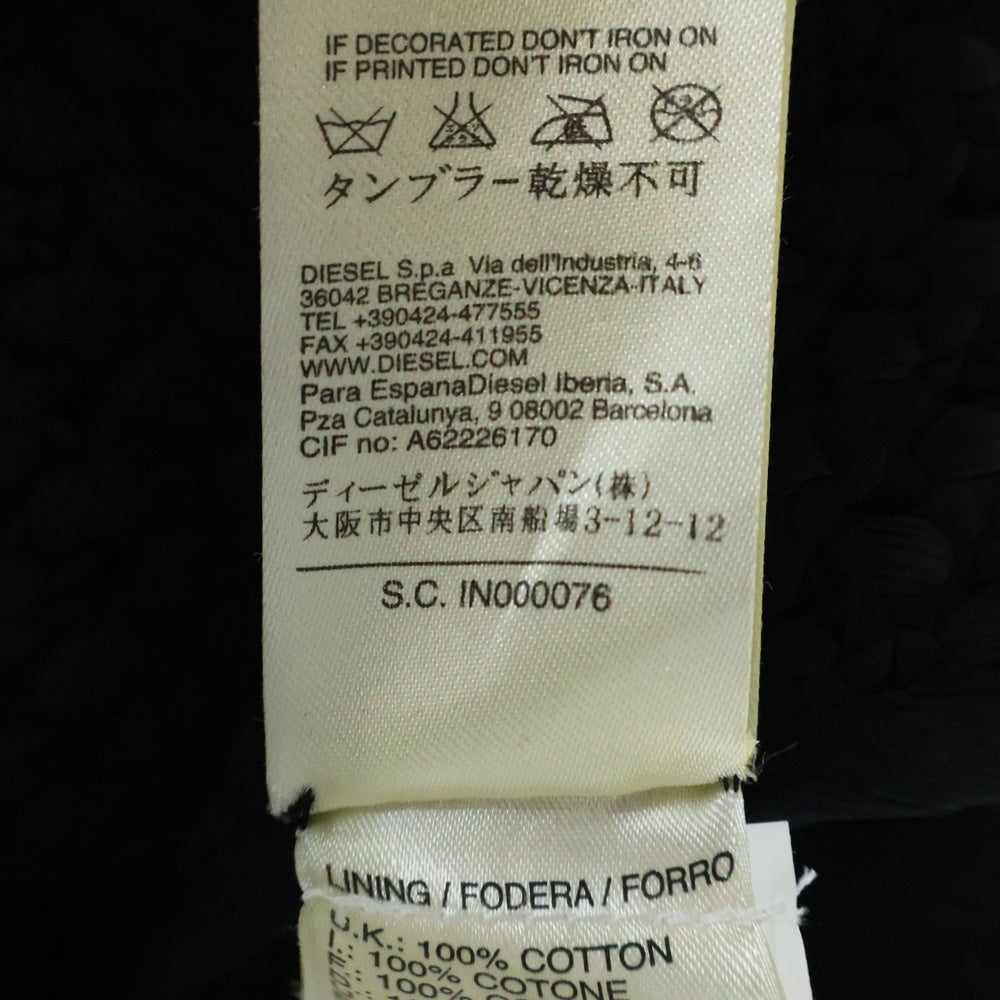 IF DECORATED DON'T IRON ON
IF PRINTED DON'T IRON ON
タンブラー乾燥不可
DIESEL S.p.a Via dell'Industria, 4-6
36042 BREGANZE-VICENZA-ITALY
TEL +390424-477555
FAX +390424-411955
WWW.DIESEL.COM
Para EspanaDiesel Iberia, S.A.
Pza Catalunya, 9 08002 Barcelona
CIF no: A62226170
ディーゼルジャパン(株)
大阪市中央区南船場3-12-12
S.C. IN000076
LINING / FODERA / FORRO
100% COTTON
100% COTONE
100%